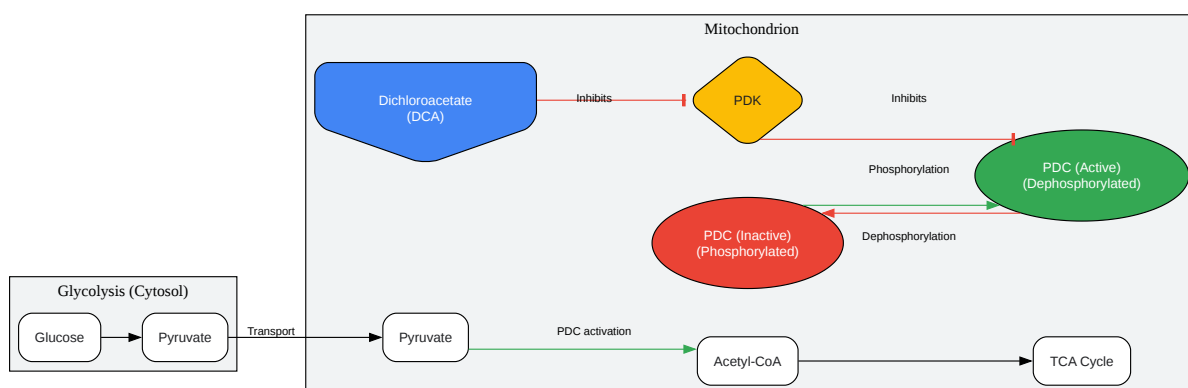 Mitochondrion
Dichloroacetate
(DCA)
Inhibits
PDK
Inhibits
PDC (Active)
(Dephosphorylated)
Phosphorylation
PDC (Inactive)
(Phosphorylated)
Dephosphorylation
Glycolysis (Cytosol)
Glucose
Pyruvate
Transport
Pyruvate
PDC activation
Acetyl-CoA
TCA Cycle